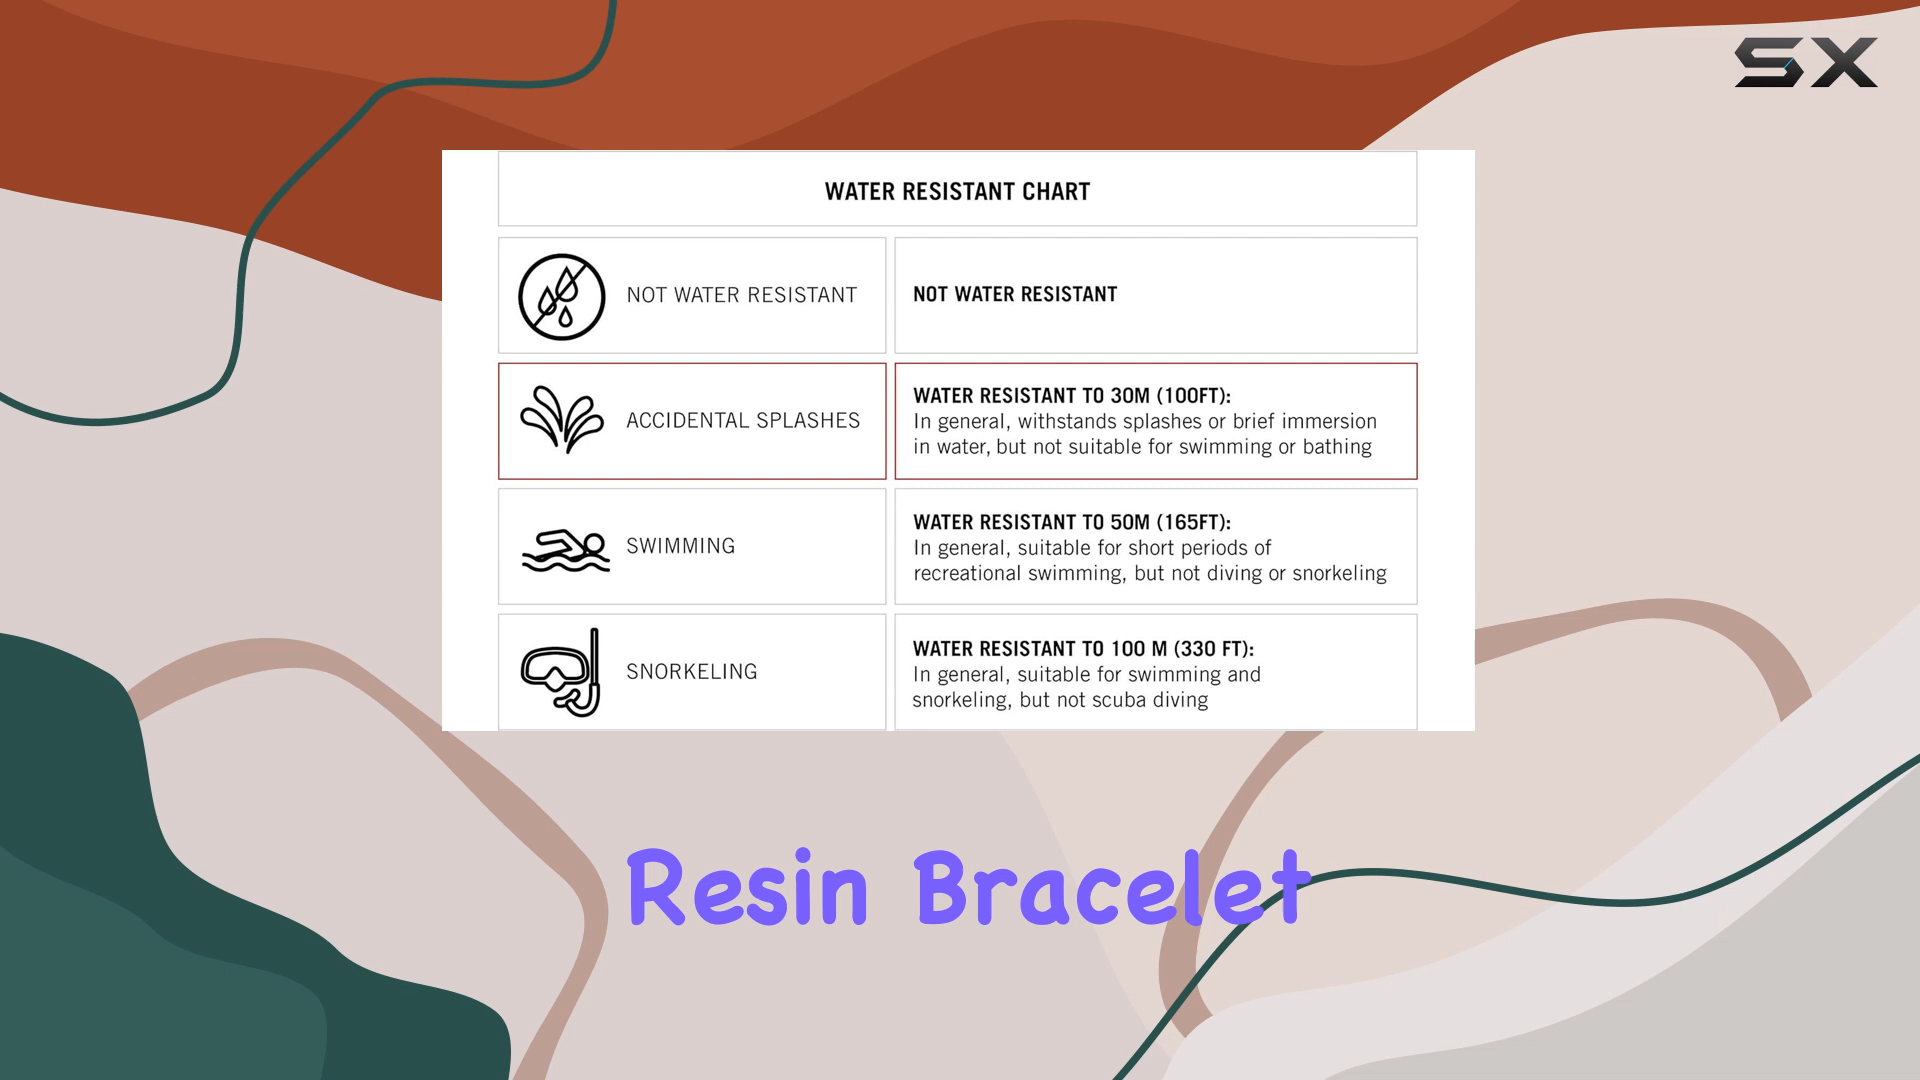 SX
WATER RESISTANT CHART
NOT WATER RESISTANT
NOT WATER RESISTANT
ACCIDENTAL SPLASHES
WATER RESISTANT TO 30M (100FT):
In general, withstands splashes or brief immersion
in water, but not suitable for swimming or bathing
SWIMMING
WATER RESISTANT TO 50M (165FT):
In general, suitable for short periods of
recreational swimming, but not diving or snorkeling
SNORKELING
WATER RESISTANT TO 100 M (330 FT):
In general, suitable for swimming and
snorkeling, but not scuba diving
Resin Bracelet